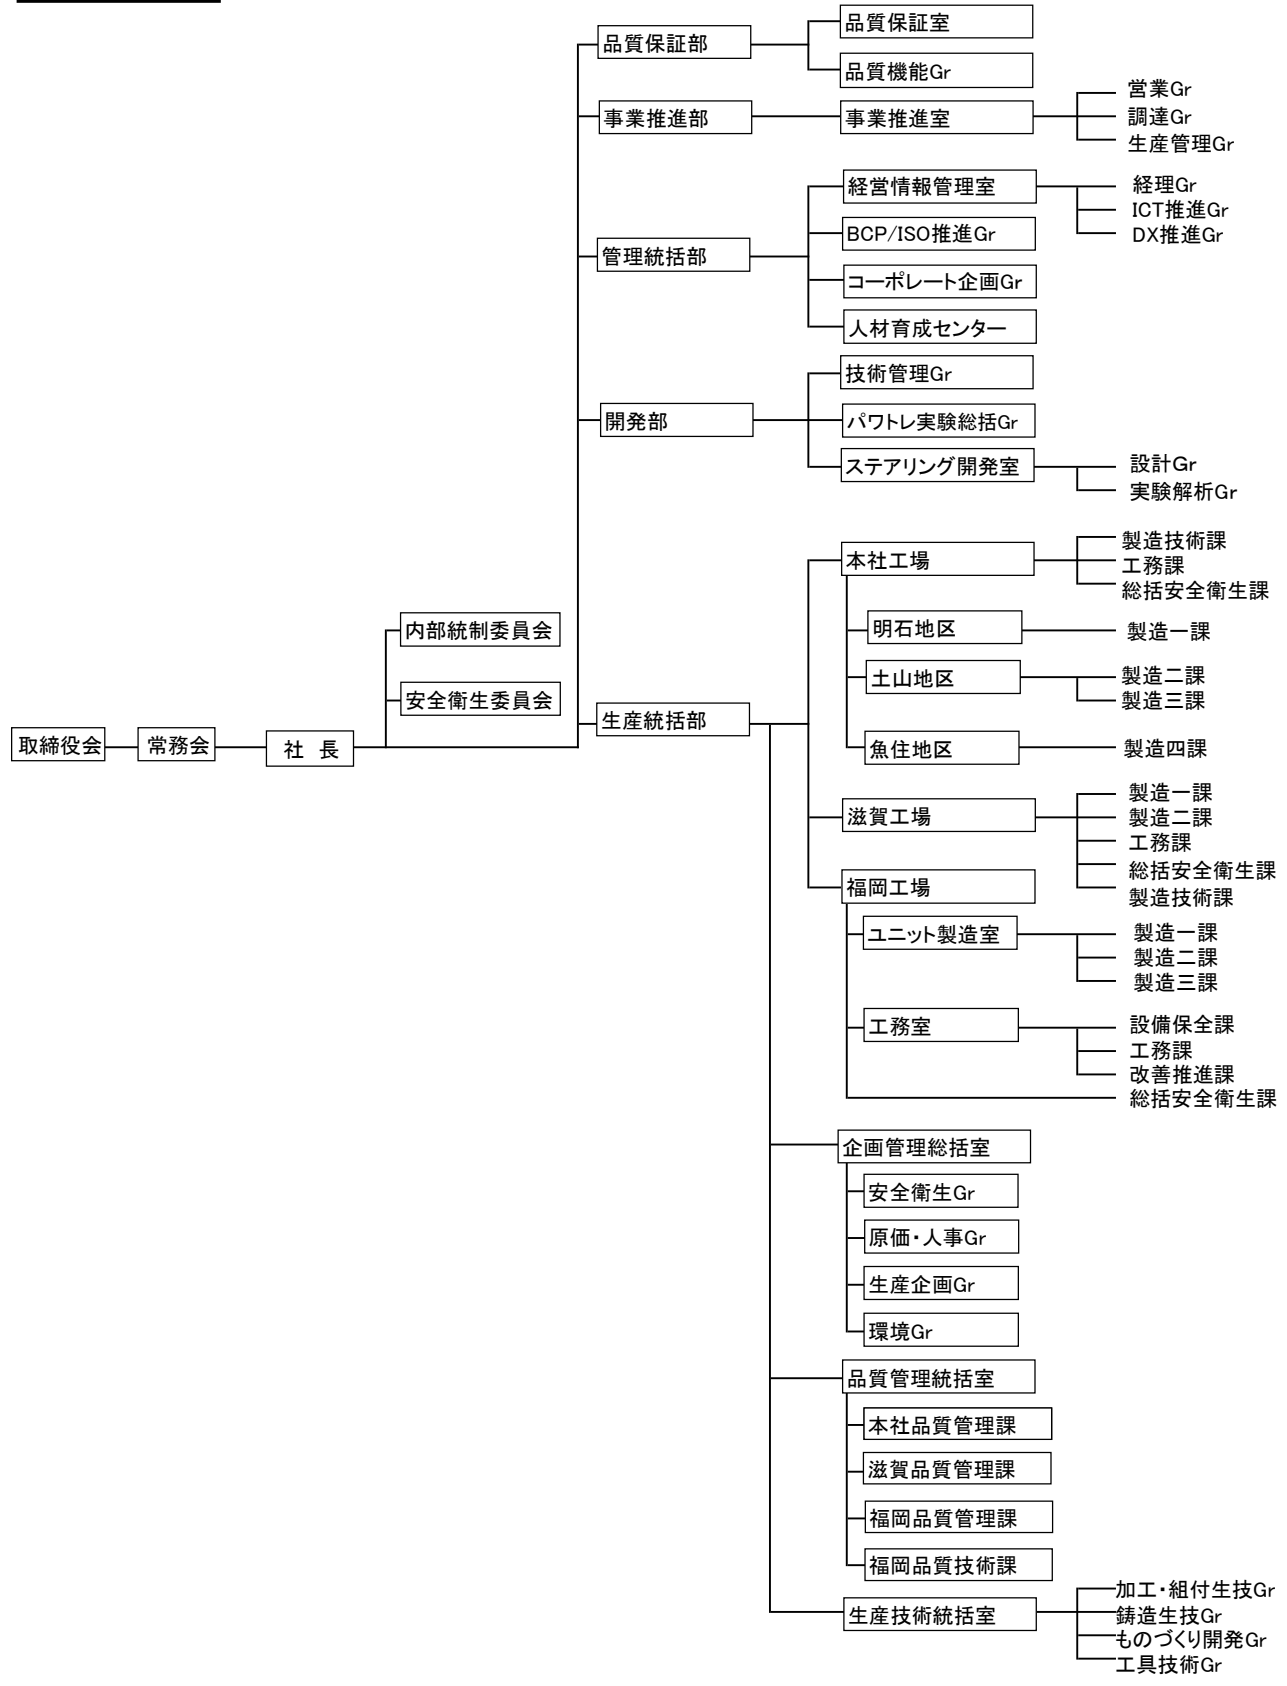 品質保証室
品質保証部
品質機能Gr
事業推進部
事業推進室
営業Gr
調達Gr
生産管理Gr
経営情報管理室
経理Gr
ICT推進Gr
DX推進Gr
BCP/ISO推進Gr
管理統括部
コーポレート企画Gr
人材育成センター
技術管理Gr
開発部
パワトレ実験総括Gr
ステアリング開発室
設計Gr
実験解析Gr
本社工場
製造技術課
工務課
総括安全衛生課
内部統制委員会
明石地区
製造一課
安全衛生委員会
土山地区
製造二課
製造三課
生産統括部
取締役会
常務会
社 長
魚住地区
製造四課
滋賀工場
製造一課
製造二課
工務課
総括安全衛生課
製造技術課
福岡工場
ユニット製造室
製造一課
製造二課
製造三課
工務室
設備保全課
工務課
改善推進課
総括安全衛生課
企画管理総括室
安全衛生Gr
原価・人事Gr
生産企画Gr
環境Gr
品質管理統括室
本社品質管理課
滋賀品質管理課
福岡品質管理課
福岡品質技術課
生産技術統括室
加工・組付生技Gr
鋳造生技Gr
ものづくり開発Gr
工具技術Gr